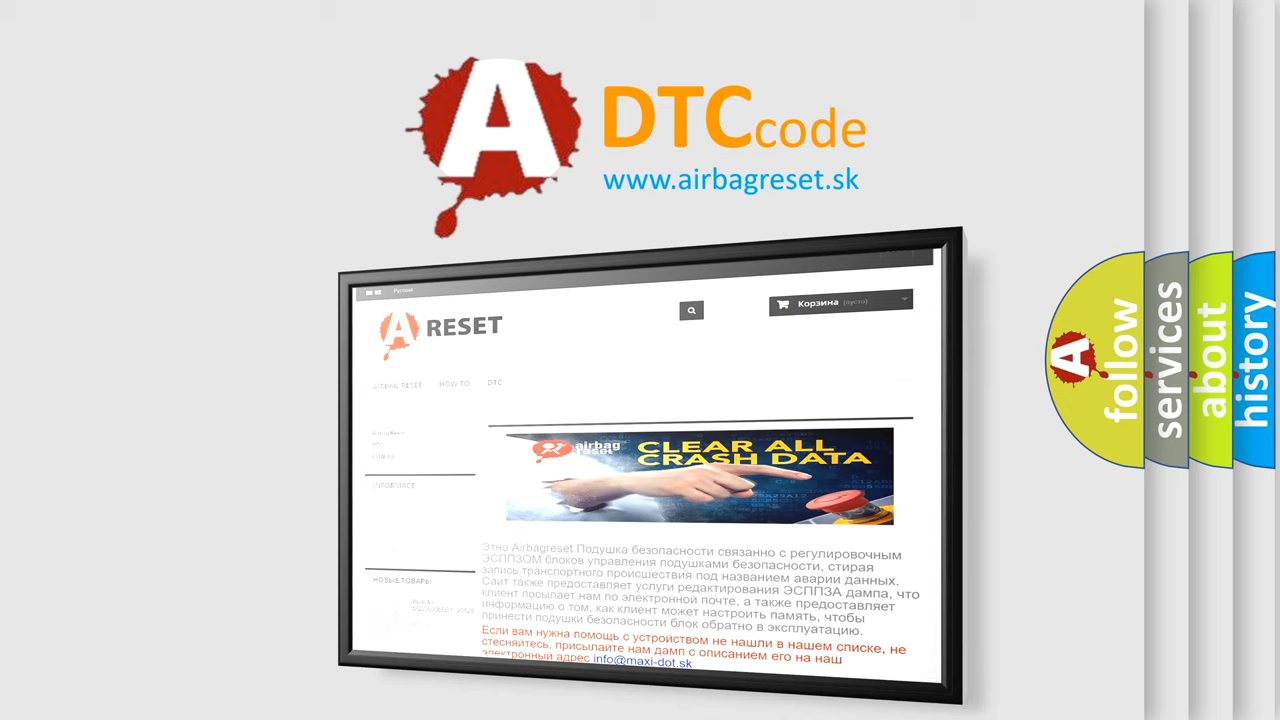 A
DTCcode
www.airbagreset.sk
Русский
Корзина (пусто)
A RESET
AIRBAG RESET HOW TO DTC
INFORMACE
НОВЫЕ ТОВАРЫ
airbag
reset
CLEAR ALL
CRASH DATA
Этно Airbagreset Подушка безопасности связанно с регулировочным
ЭСППЗОМ блоков управления подушками безопасности, стирая
запись транспортного происшествия под названием аварии данных.
Сайт также предоставляет услуги редактирования ЭСППЗА дампа, что
клиент посылает нам по электронной почте, а также предоставляет
информацию о том, как клиент может настроить память, чтобы
принести подушки безопасности блок обратно в эксплуатацию.
Если вам нужна помощь с устройством не нашли в нашем списке, не
стесняйтесь, присылайте нам дамп с описанием его на наш
электронный адрес info@maxi-dot.sk
A
follow
services
about
history